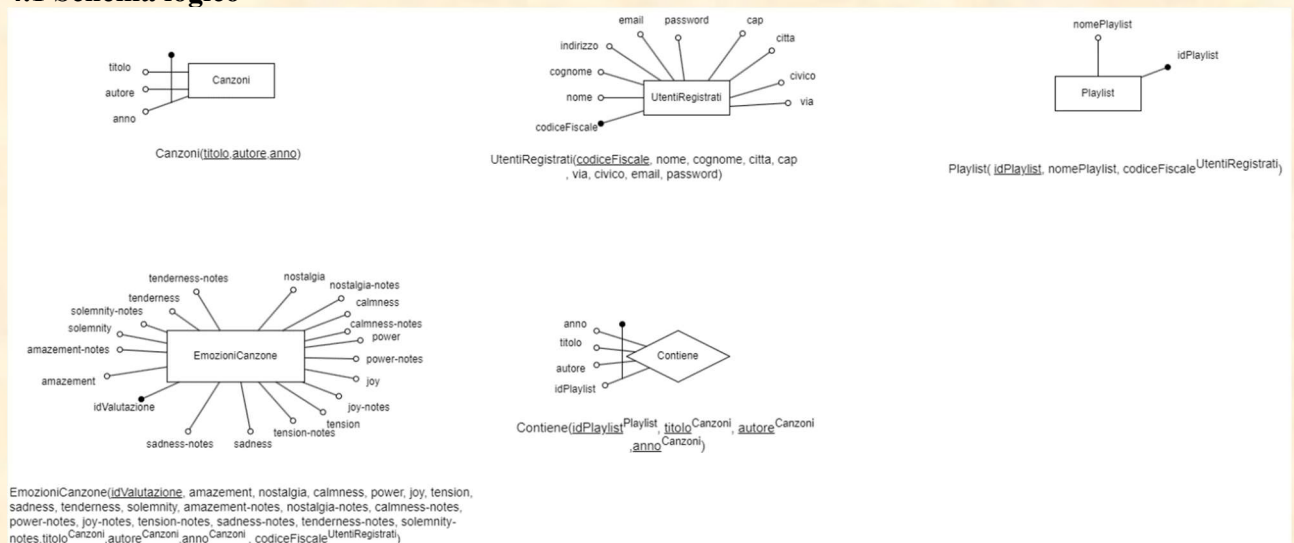 4.1 Schema logico
email
password
cap
indirizzo
citta
cognome
civico
nome
UtentiRegistrati
via
codiceFiscale
UtentiRegistrati(codiceFiscale, nome, cognome, citta, cap
, via, civico, email, password)
titolo
autore
anno
Canzoni
Canzoni(titolo,autore,anno)
nomePlaylist
idPlaylist
Playlist
Playlist( idPlaylist, nomePlaylist, codiceFiscaleUtentiRegistrati)
tenderness-notes
nostalgia
nostalgia-notes
tenderness
calmness
solemnity-notes
calmness-notes
solemnity
power
amazement-notes
EmozioniCanzone
power-notes
amazement
joy
idValutazione
joy-notes
tension
tension-notes
sadness-notes
sadness
EmozioniCanzone(idValutazione, amazement, nostalgia, calmness, power, joy, tension,
sadness, tenderness, solemnity, amazement-notes, nostalgia-notes, calmness-notes,
power-notes, joy-notes, tension-notes, sadness-notes, tenderness-notes, solemnity-
notes,titoloCanzoni,autoreCanzoni,annoCanzoni, codiceFiscaleUtentiRegistrati)
anno
titolo
autore
idPlaylist
Contiene
Contiene(idPlaylistPlaylist, titoloCanzoni, autoreCanzoni
,annoCanzoni)